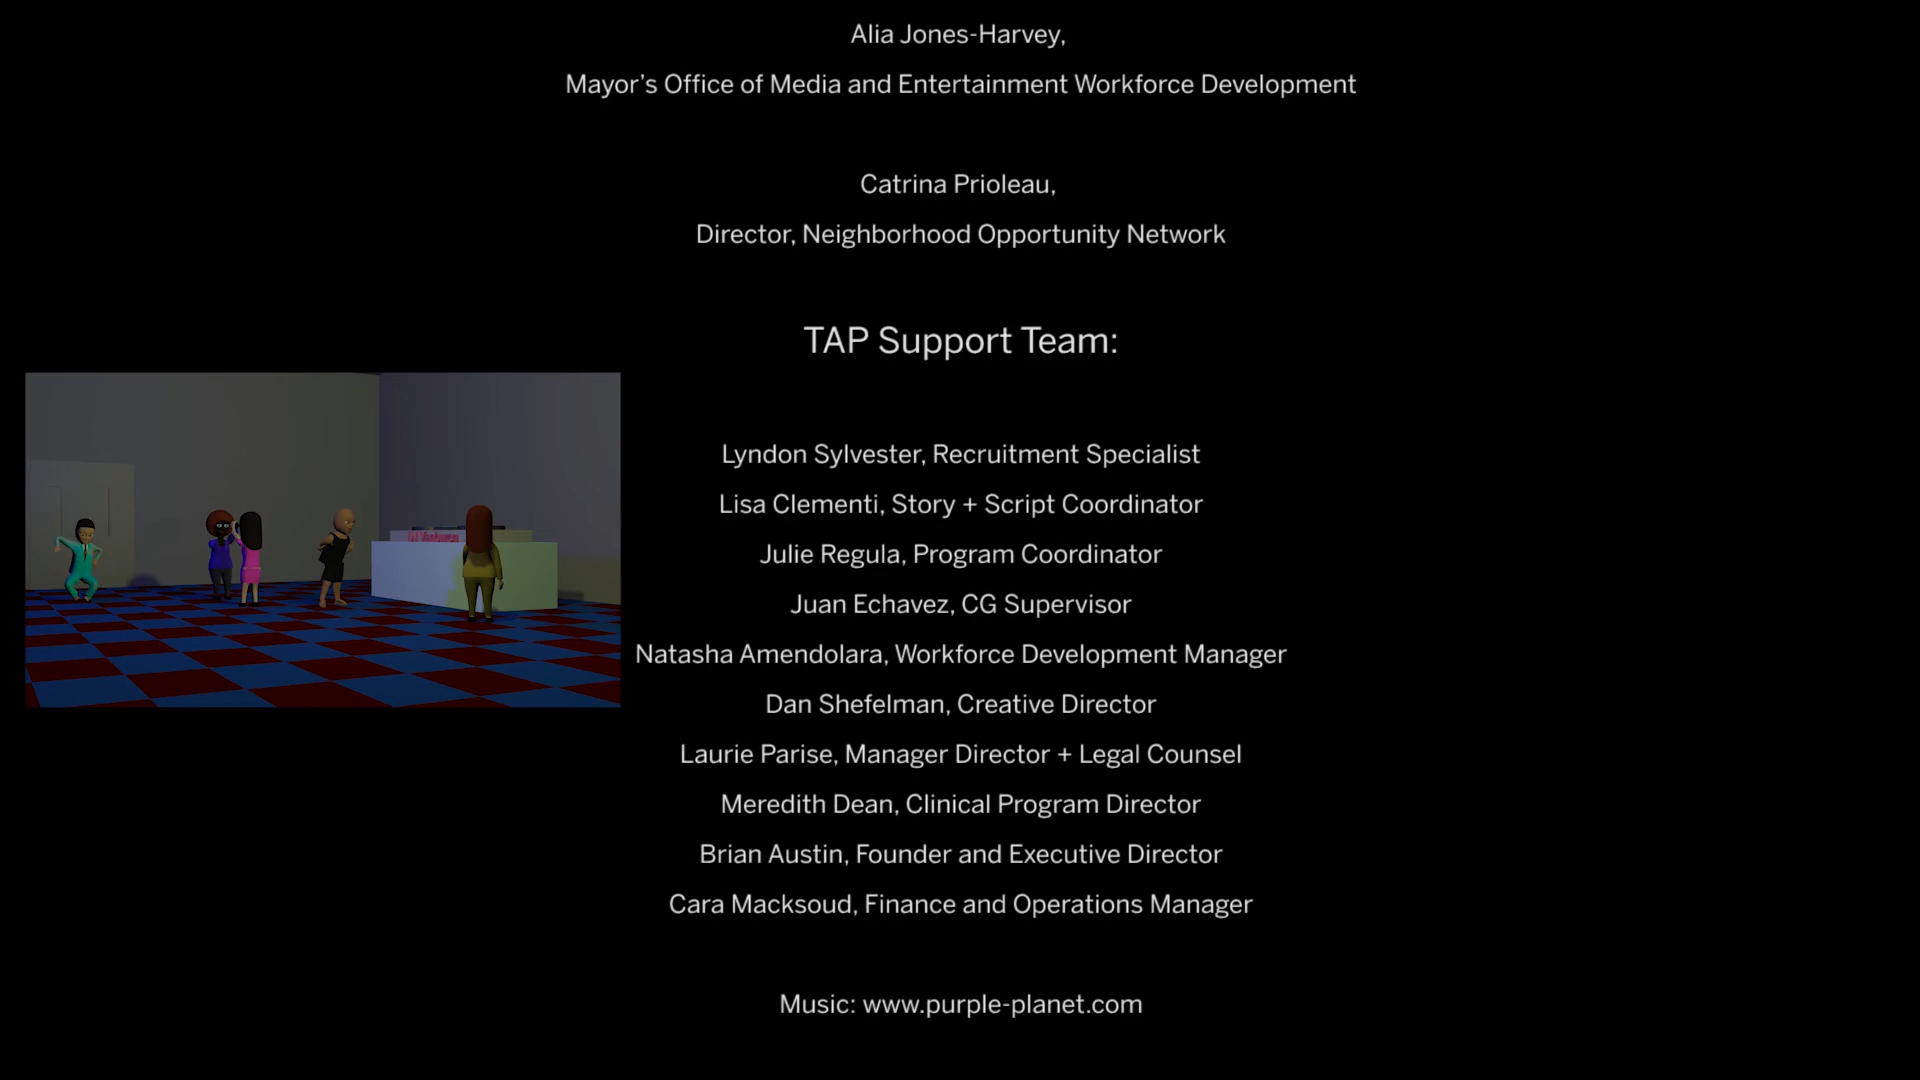 Alia Jones-Harvey,
Mayor’s Office of Media and Entertainment Workforce Development
Catrina Prioleau,
Director, Neighborhood Opportunity Network
TAP Support Team:
Lyndon Sylvester, Recruitment Specialist
Lisa Clementi, Story + Script Coordinator
Julie Regula, Program Coordinator
Juan Echavez, CG Supervisor
Natasha Amendolara, Workforce Development Manager
Dan Shefelman, Creative Director
Laurie Parise, Manager Director + Legal Counsel
Meredith Dean, Clinical Program Director
Brian Austin, Founder and Executive Director
Cara Macksoud, Finance and Operations Manager
Music: www.purple-planet.com